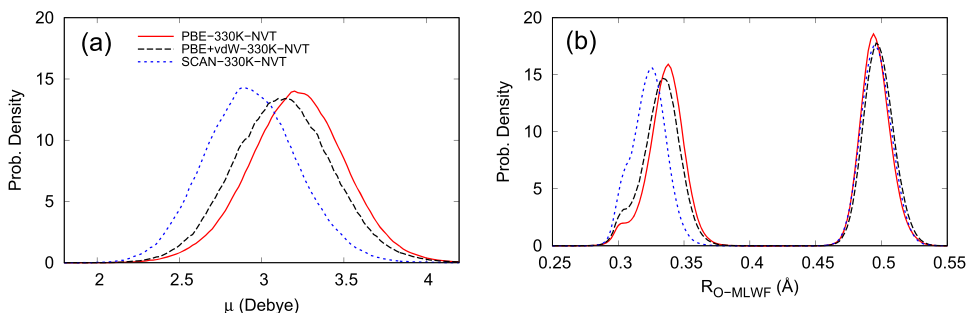 (a)
PBE−330K−NVT
PBE+vdW−330K−NVT
SCAN−330K−NVT
Prob. Density
20
15
10
5
0
2
2.5
3
3.5
4
μ (Debye)
(b)
Prob. Density
20
15
10
5
0
0.25
0.3
0.35
0.4
0.45
0.5
0.55
R_O−MLWF (Å)